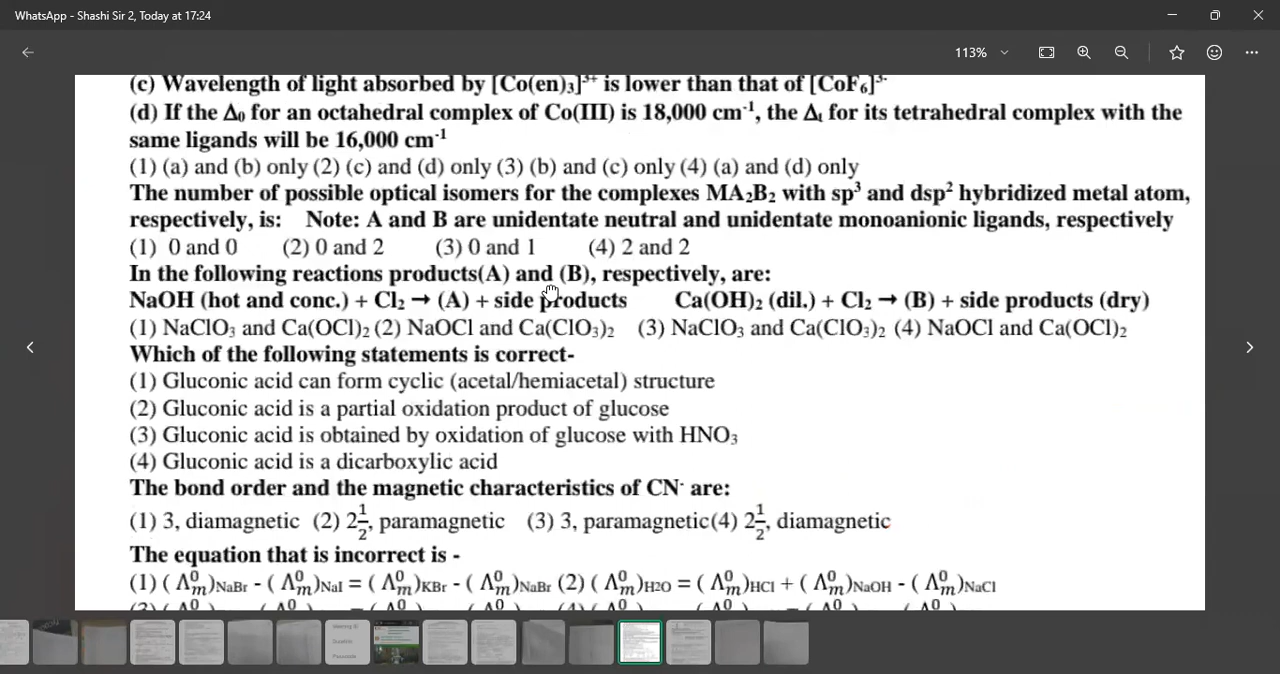 WhatsApp - Shashi Sir 2, Today at 17:24
113%
(c) Wavelength of light absorbed by [Co(en)₃]³⁺ is lower than that of [CoF₆]³⁻
(d) If the Δ₀ for an octahedral complex of Co(III) is 18,000 cm⁻¹, the Δₜ for its tetrahedral complex with the
same ligands will be 16,000 cm⁻¹
(1) (a) and (b) only (2) (c) and (d) only (3) (b) and (c) only (4) (a) and (d) only
The number of possible optical isomers for the complexes MA₂B₂ with sp³ and dsp² hybridized metal atom,
respectively, is: Note: A and B are unidentate neutral and unidentate monoanionic ligands, respectively
(1) 0 and 0 (2) 0 and 2 (3) 0 and 1 (4) 2 and 2
In the following reactions products(A) and (B), respectively, are:
NaOH (hot and conc.) + Cl₂ → (A) + side products Ca(OH)₂ (dil.) + Cl₂ → (B) + side products (dry)
(1) NaClO₃ and Ca(OCl)₂ (2) NaOCl and Ca(ClO₃)₂ (3) NaClO₃ and Ca(ClO₃)₂ (4) NaOCl and Ca(OCl)₂
Which of the following statements is correct-
(1) Gluconic acid can form cyclic (acetal/hemiacetal) structure
(2) Gluconic acid is a partial oxidation product of glucose
(3) Gluconic acid is obtained by oxidation of glucose with HNO₃
(4) Gluconic acid is a dicarboxylic acid
The bond order and the magnetic characteristics of CN⁻ are:
(1) 3, diamagnetic (2) 2½, paramagnetic (3) 3, paramagnetic(4) 2½, diamagnetic
The equation that is incorrect is -
(1) ( Λ⁰ₘ)NaBr - ( Λ⁰ₘ)NaI = ( Λ⁰ₘ)KBr - ( Λ⁰ₘ)NaBr (2) ( Λ⁰ₘ)H2O = ( Λ⁰ₘ)HCl + ( Λ⁰ₘ)NaOH - ( Λ⁰ₘ)NaCl